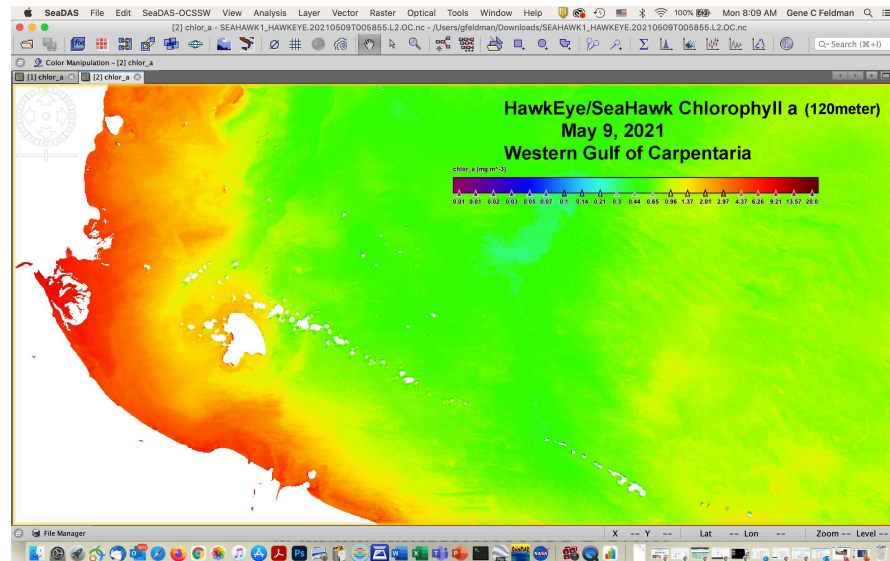 SeaDAS File Edit SeaDAS-OCSSW View Analysis Layer Vector Raster Optical Tools Window Help 100% Mon 8:09 AM Gene C Feldman
[2] chlor_a - SEAHAWK1_HAWKEYE.20210509T005855.L2.OC.nc - /Users/gfeldman/Downloads/SEAHAWK1_HAWKEYE.20210509T005855.L2.OC.nc
Search (⌘+I)
Color Manipulation - [2] chlor_a
[1] chlor_a [2] chlor_a
HawkEye/SeaHawk Chlorophyll a (120meter)
May 9, 2021
Western Gulf of Carpentaria
chlor_a [mg m^-3]
0.01 0.01 0.02 0.03 0.05 0.07 0.1 0.14 0.21 0.3 0.44 0.65 0.96 1.37 2.01 2.97 4.37 6.26 9.21 13.57 20.0
File Manager X -- Y -- Lat -- Lon -- Zoom -- Level --